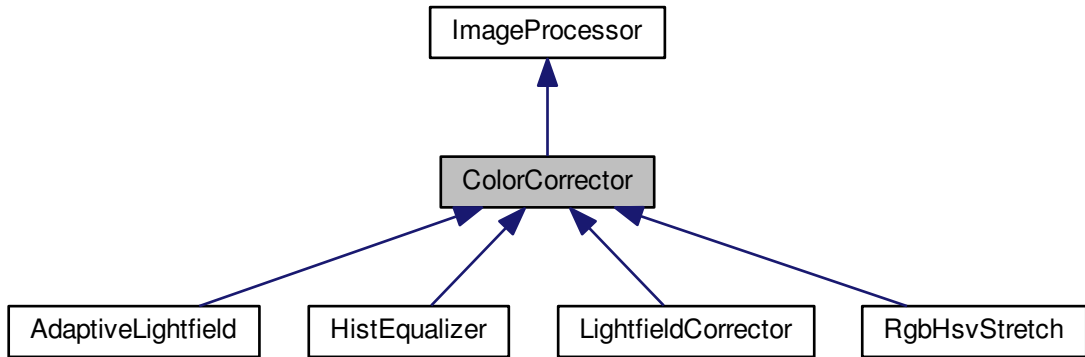 ImageProcessor
ColorCorrector
AdaptiveLightfield
HistEqualizer
LightfieldCorrector
RgbHsvStretch